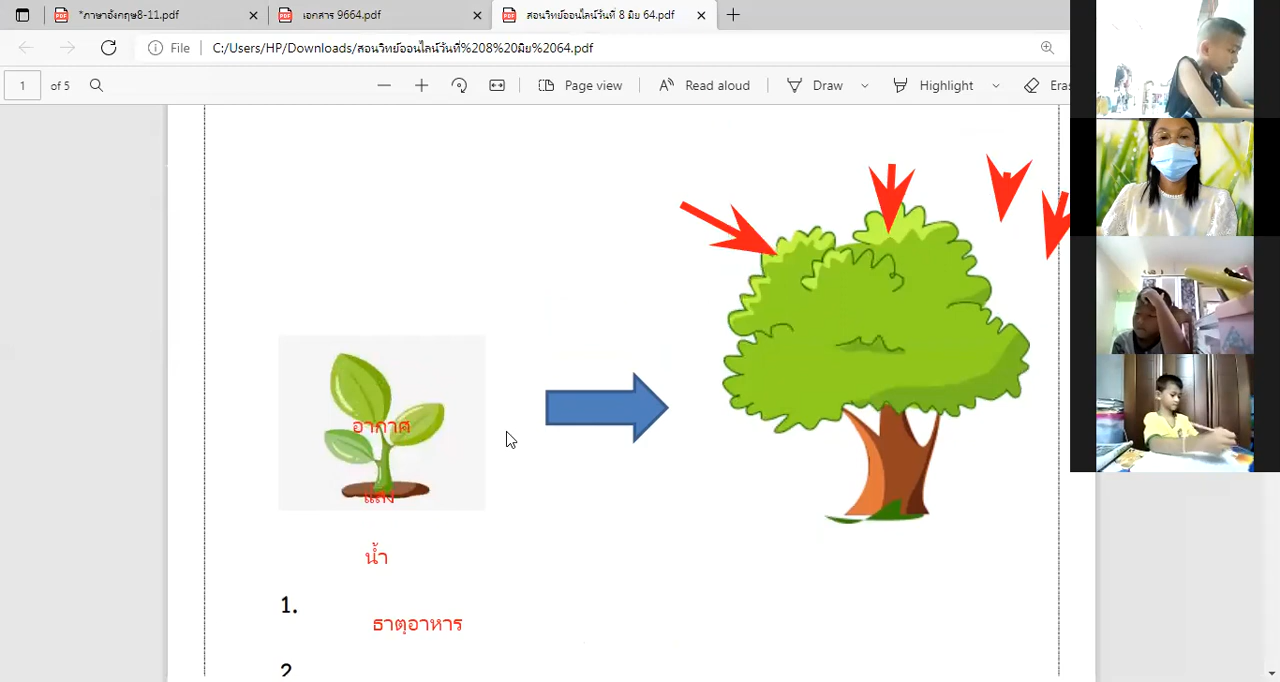 *ภาษาอังกฤษ8-11.pdf
เอกสาร 9664.pdf
สอนวิทย์ออนไลน์วันที่ 8 มิย 64.pdf
File C:/Users/HP/Downloads/สอนวิทย์ออนไลน์วันที่%208%20มิย%2064.pdf
1 of 5 Page view Read aloud Draw Highlight Eras
อากาศ
แสง
น้ำ
1.
ธาตุอาหาร
2